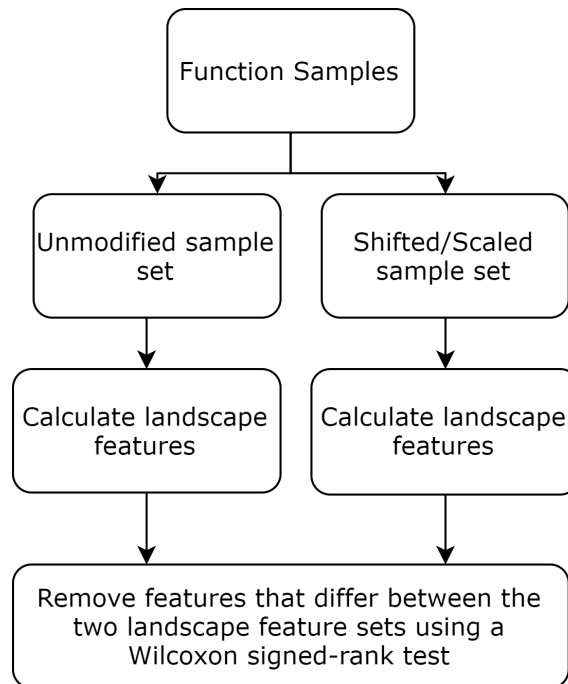 Function Samples
Unmodified sample
set
Shifted/Scaled
sample set
Calculate landscape
features
Calculate landscape
features
Remove features that differ between the
two landscape feature sets using a
Wilcoxon signed-rank test